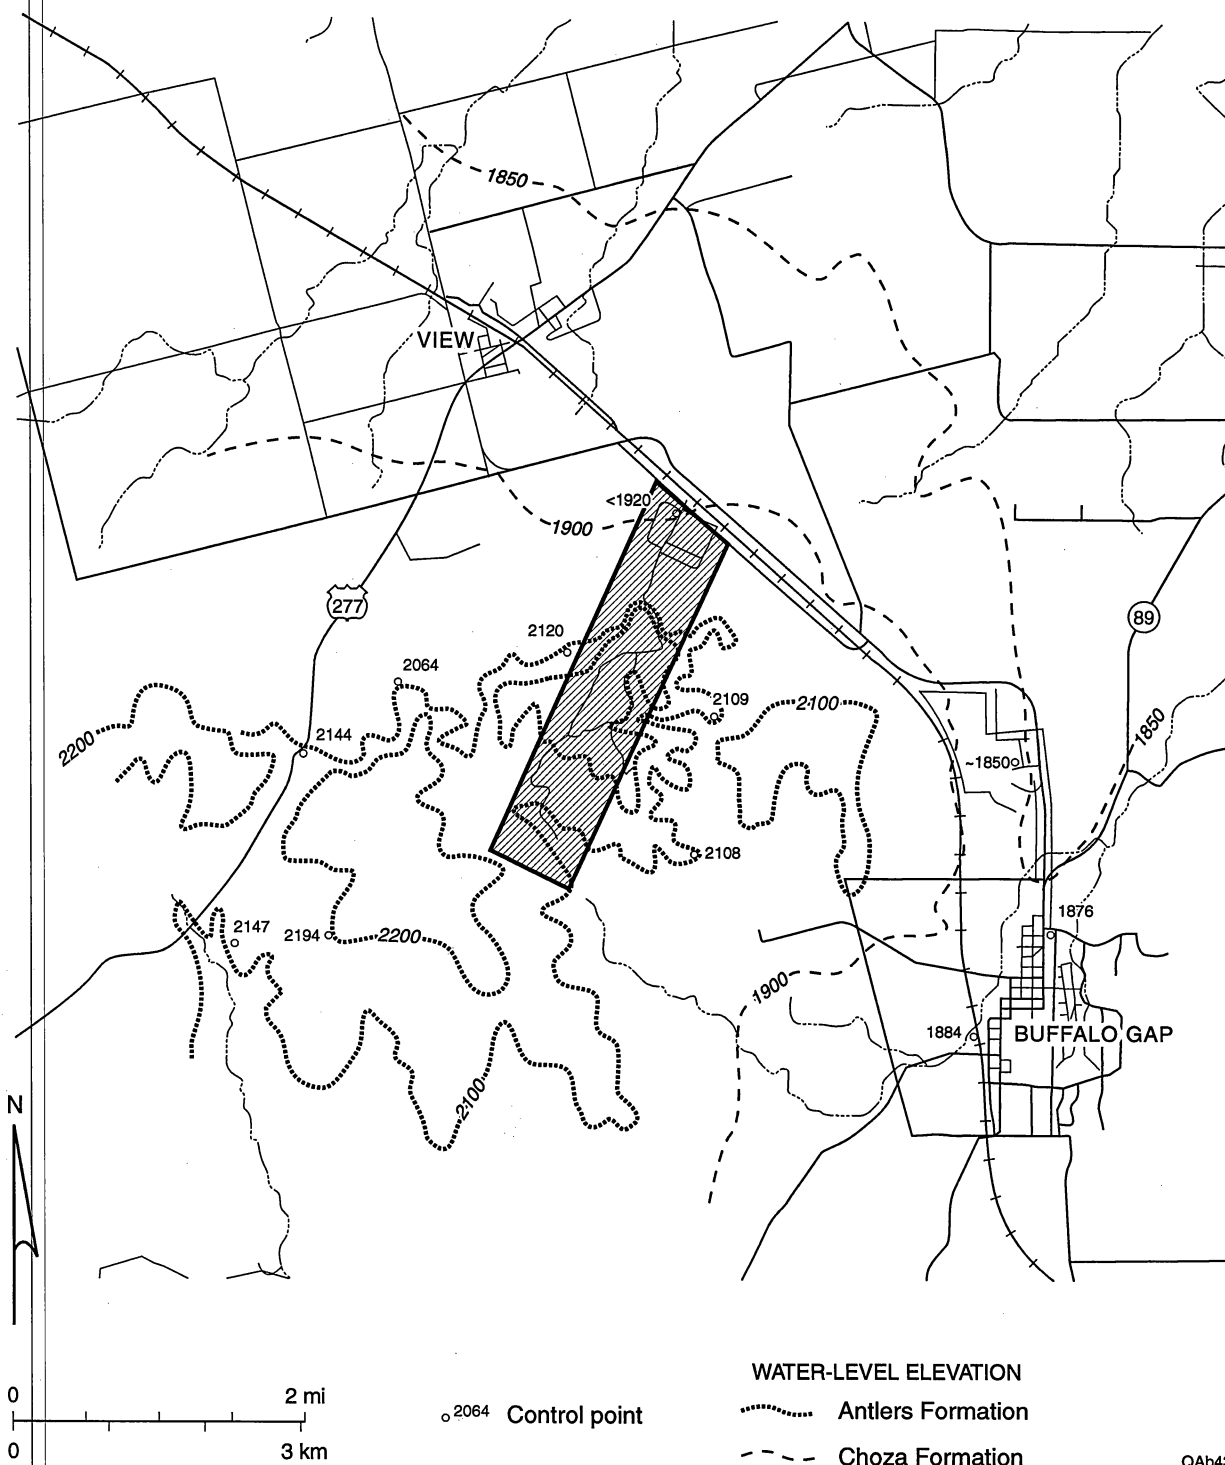 1850
VIEW
<1920
1900
277
89
2120
2064
2109
2100
2200
2144
1850
~1850
2108
1876
2147
2194
2200
1900
1884
BUFFALO GAP
2100
N
WATER-LEVEL ELEVATION
0
2 mi
2064 Control point
Antlers Formation
0
3 km
Choza Formation